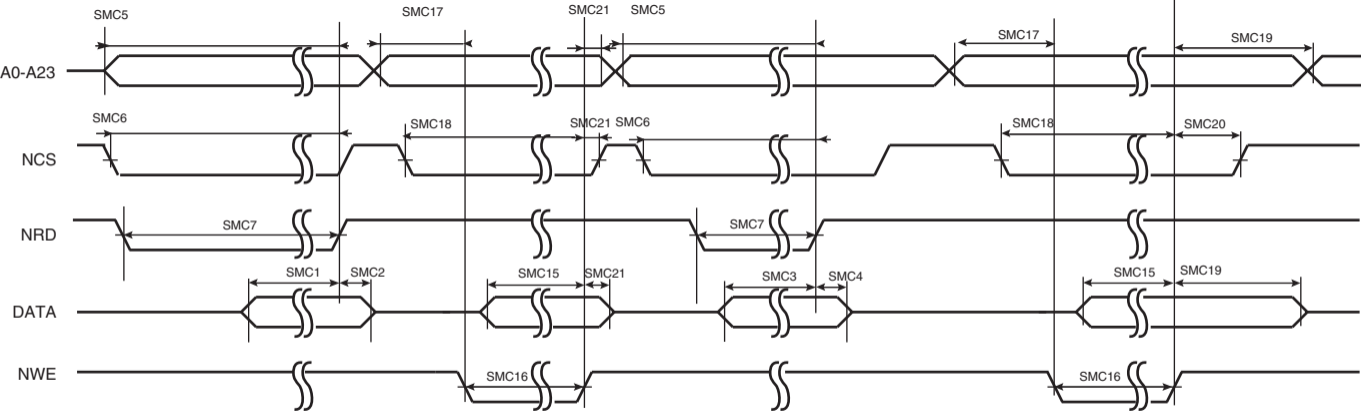 SMC5 SMC17 SMC21 SMC5 SMC17 SMC19
A0-A23
SMC6 SMC18 SMC21 SMC6 SMC18 SMC20
NCS
SMC7 SMC7
NRD
SMC1 SMC2 SMC15 SMC21 SMC3 SMC4 SMC15 SMC19
DATA
NWE
SMC16 SMC16